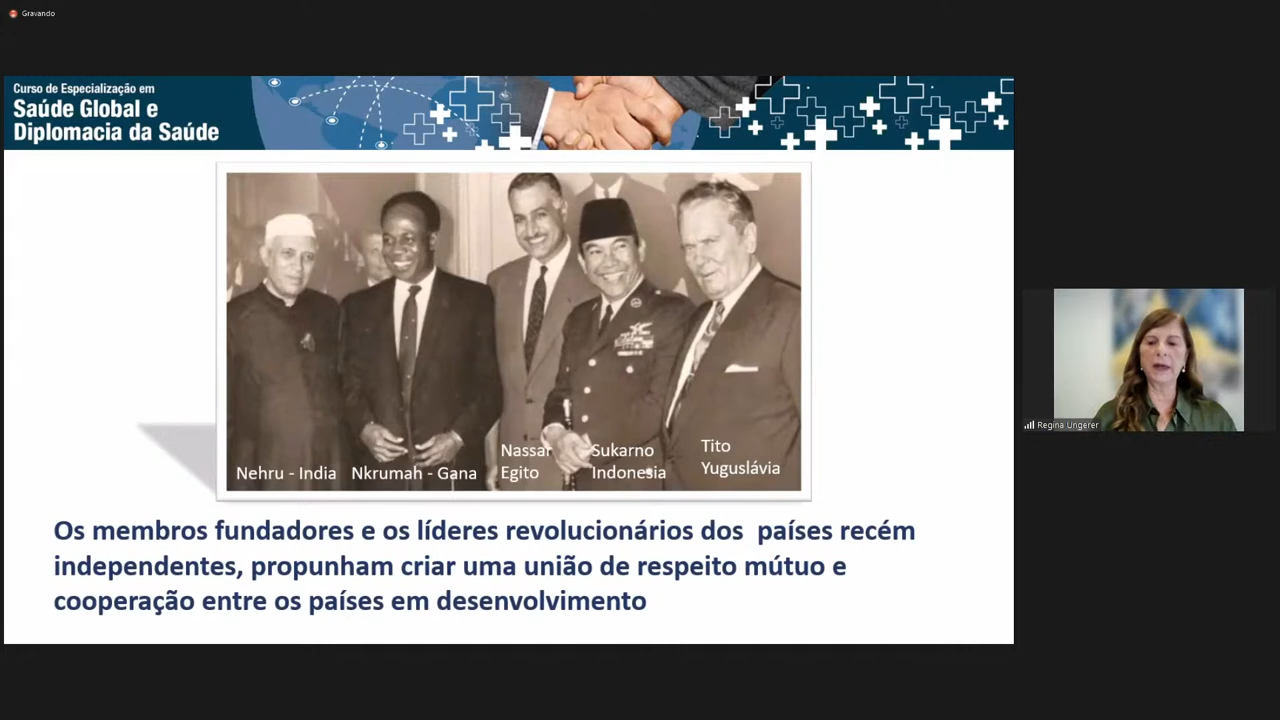 Gravando
Curso de Especialização em
Saúde Global e
Diplomacia da Saúde
Nehru - India
Nkrumah - Gana
Nassar
Egito
Sukarno
Indonesia
Tito
Yuguslávia
Os membros fundadores e os líderes revolucionários dos países recém
independentes, propunham criar uma união de respeito mútuo e
cooperação entre os países em desenvolvimento
Regina Ungerer